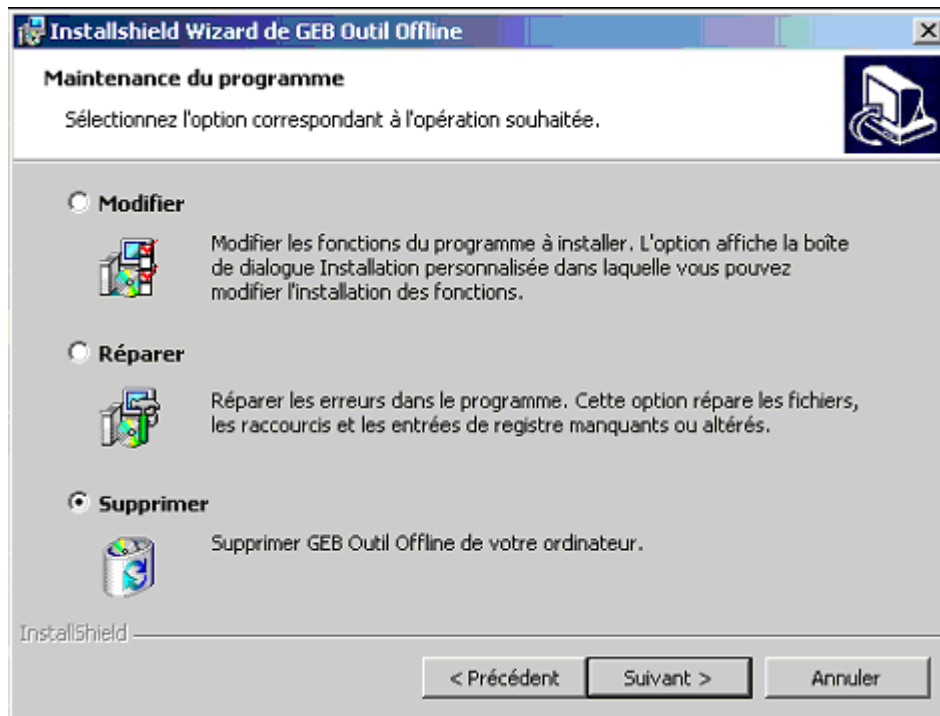 Installshield Wizard de GEB Outil Offline
Maintenance du programme
Sélectionnez l'option correspondant à l'opération souhaitée.
Modifier
Modifier les fonctions du programme à installer. L'option affiche la boîte
de dialogue Installation personnalisée dans laquelle vous pouvez
modifier l'installation des fonctions.
Réparer
Réparer les erreurs dans le programme. Cette option répare les fichiers,
les raccourcis et les entrées de registre manquants ou altérés.
Supprimer
Supprimer GEB Outil Offline de votre ordinateur.
InstallShield
< Précédent
Suivant >
Annuler